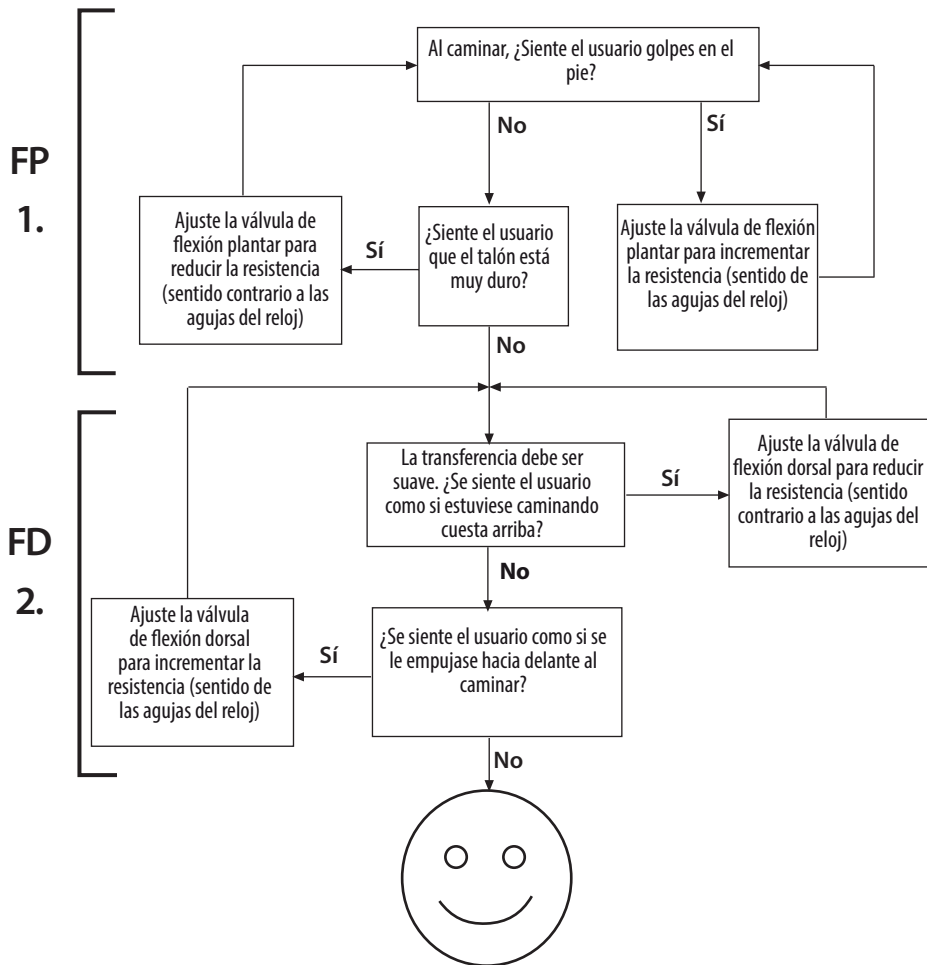 FP
1.
Al caminar, ¿Siente el usuario golpes en el
pie?
No
Sí
Ajuste la válvula de
flexión plantar para
reducir la resistencia
(sentido contrario a las
agujas del reloj)
Sí
¿Siente el usuario
que el talón está
muy duro?
Ajuste la válvula de flexión
plantar para incrementar
la resistencia (sentido de
las agujas del reloj)
No
FD
2.
La transferencia debe ser
suave. ¿Se siente el usuario
como si estuviese caminando
cuesta arriba?
Sí
Ajuste la válvula de
flexión dorsal para reducir
la resistencia (sentido
contrario a las agujas del
reloj)
No
Ajuste la válvula
de flexión dorsal
para incrementar la
resistencia (sentido de
las agujas del reloj)
Sí
¿Se siente el usuario como si se
le empujase hacia delante al
caminar?
No